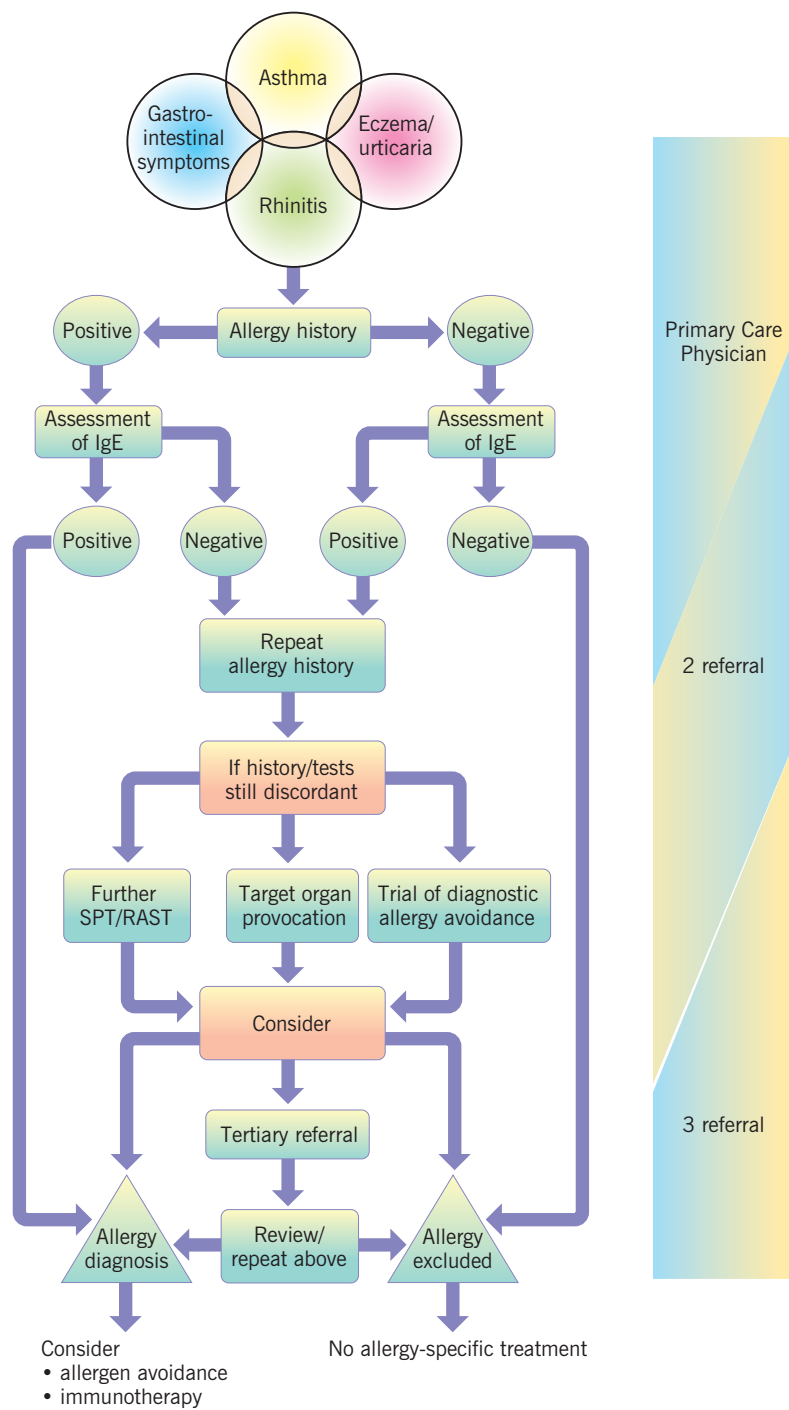 Asthma
Gastro-
intestinal
symptoms
Eczema/
urticaria
Rhinitis
Positive
Allergy history
Negative
Primary Care
Physician
Assessment
of IgE
Assessment
of IgE
Positive
Negative
Positive
Negative
Repeat
allergy history
2 referral
If history/tests
still discordant
Further
SPT/RAST
Target organ
provocation
Trial of diagnostic
allergy avoidance
Consider
Tertiary referral
3 referral
Allergy
diagnosis
Review/
repeat above
Allergy
excluded
Consider
• allergen avoidance
• immunotherapy
No allergy-specific treatment